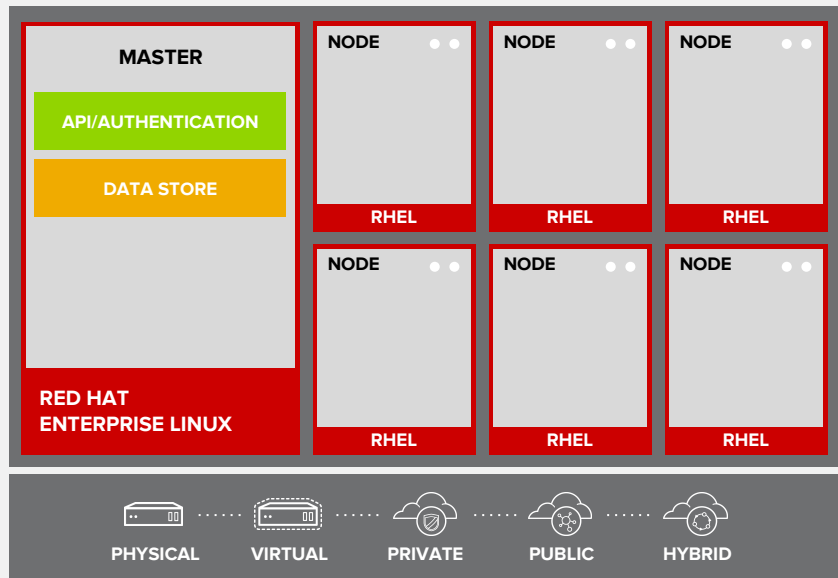 MASTER
API/AUTHENTICATION
DATA STORE
RED HAT
ENTERPRISE LINUX
NODE
RHEL
NODE
RHEL
NODE
RHEL
NODE
RHEL
NODE
RHEL
NODE
RHEL
PHYSICAL
VIRTUAL
PRIVATE
PUBLIC
HYBRID